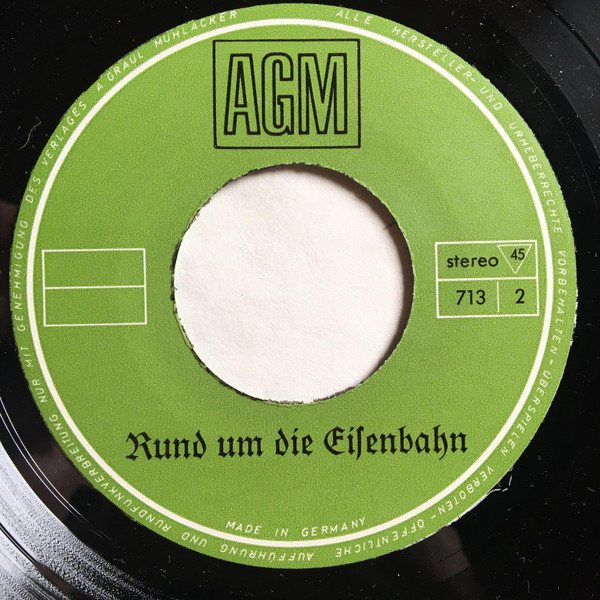 AGM
stereo 45
713 2
Rund um die Eiſenbahn
MADE IN GERMANY
ALLE HERSTELLER- UND URHEBERRECHTE VORBEHALTEN - ÜBERSPIELEN VERBOTEN - ÖFFENTLICHE AUFFÜHRUNG UND RUNDFUNKVERBREITUNG NUR MIT GENEHMIGUNG DES VERLAGES A GRAUL MÜHLACKER